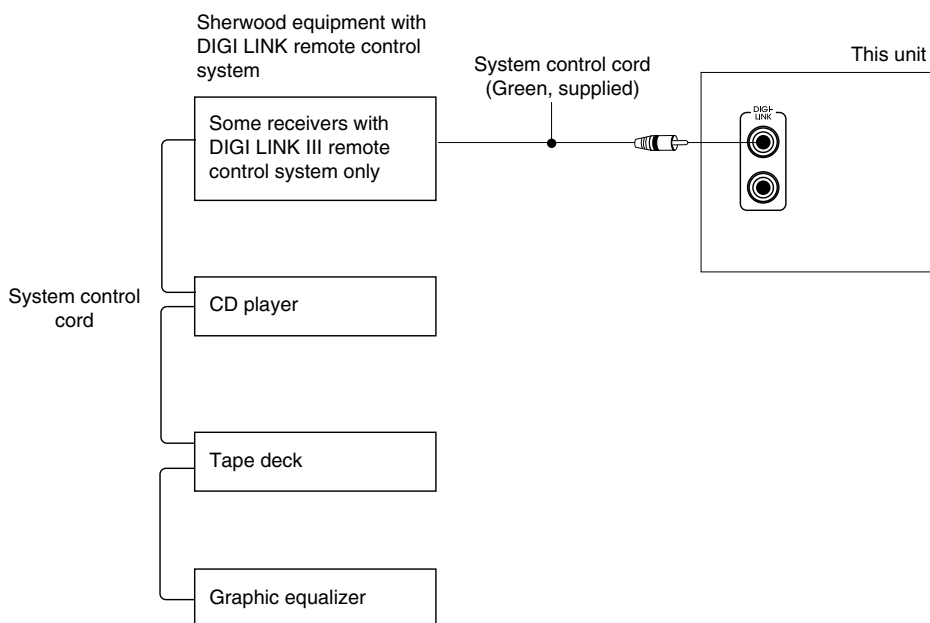 Sherwood equipment with
DIGI LINK remote control
system
System control cord
(Green, supplied)
This unit
DIGI-
LINK
Some receivers with
DIGI LINK III remote
control system only
System control
cord
CD player
Tape deck
Graphic equalizer